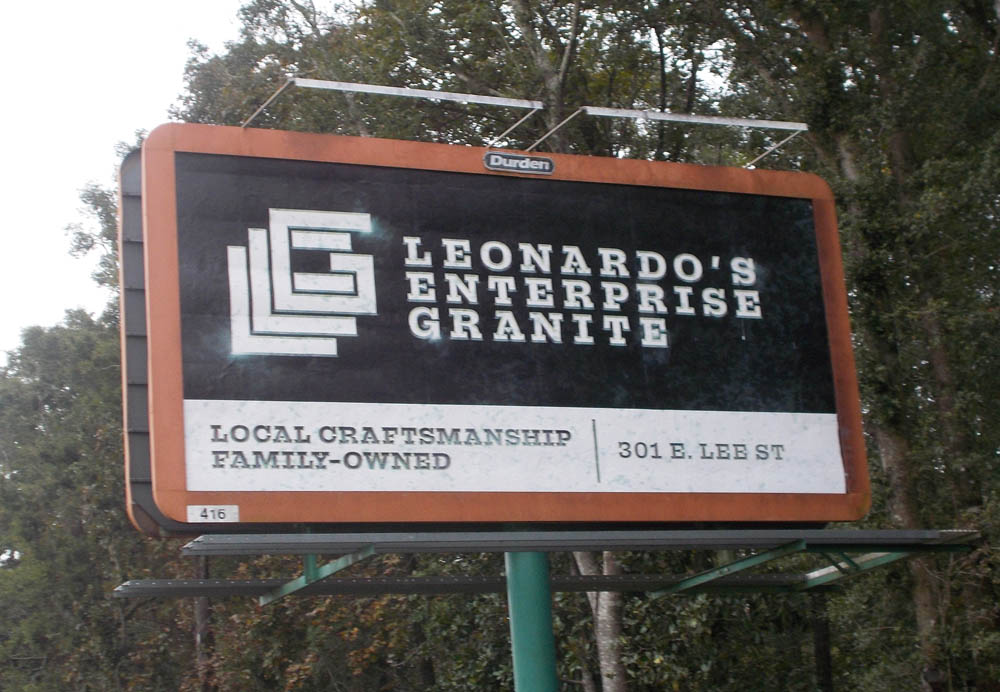 Durden
LEONARDO'S
ENTERPRISE
GRANITE
LOCAL CRAFTSMANSHIP
FAMILY-OWNED
301 E. LEE ST
416